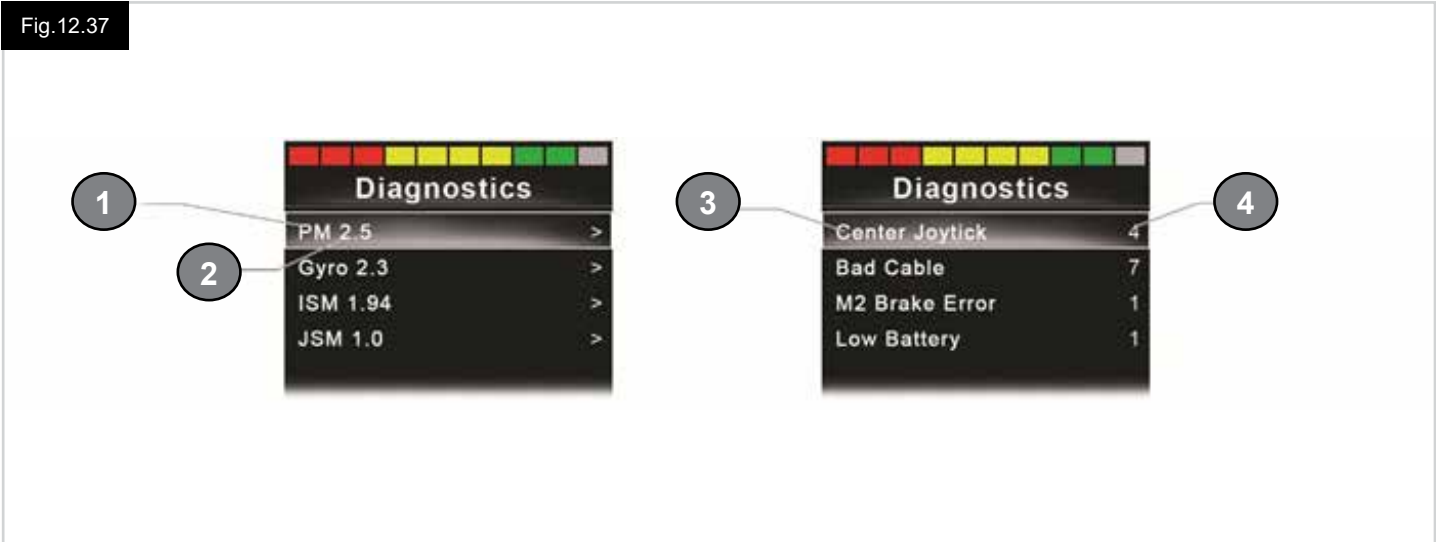 Fig.12.37
1
2
Diagnostics
PM 2.5 >
Gyro 2.3 >
ISM 1.94 >
JSM 1.0 >
3
4
Diagnostics
Center Joytick 4
Bad Cable 7
M2 Brake Error 1
Low Battery 1